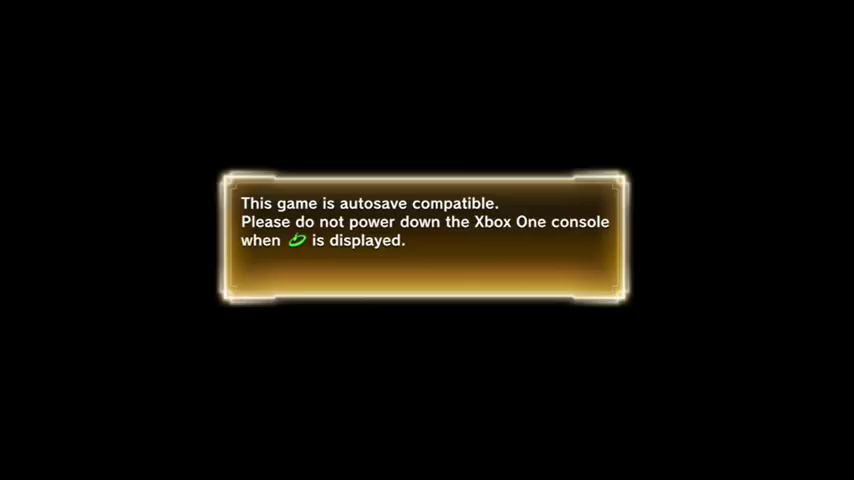 This game is autosave compatible.
Please do not power down the Xbox One console
when is displayed.